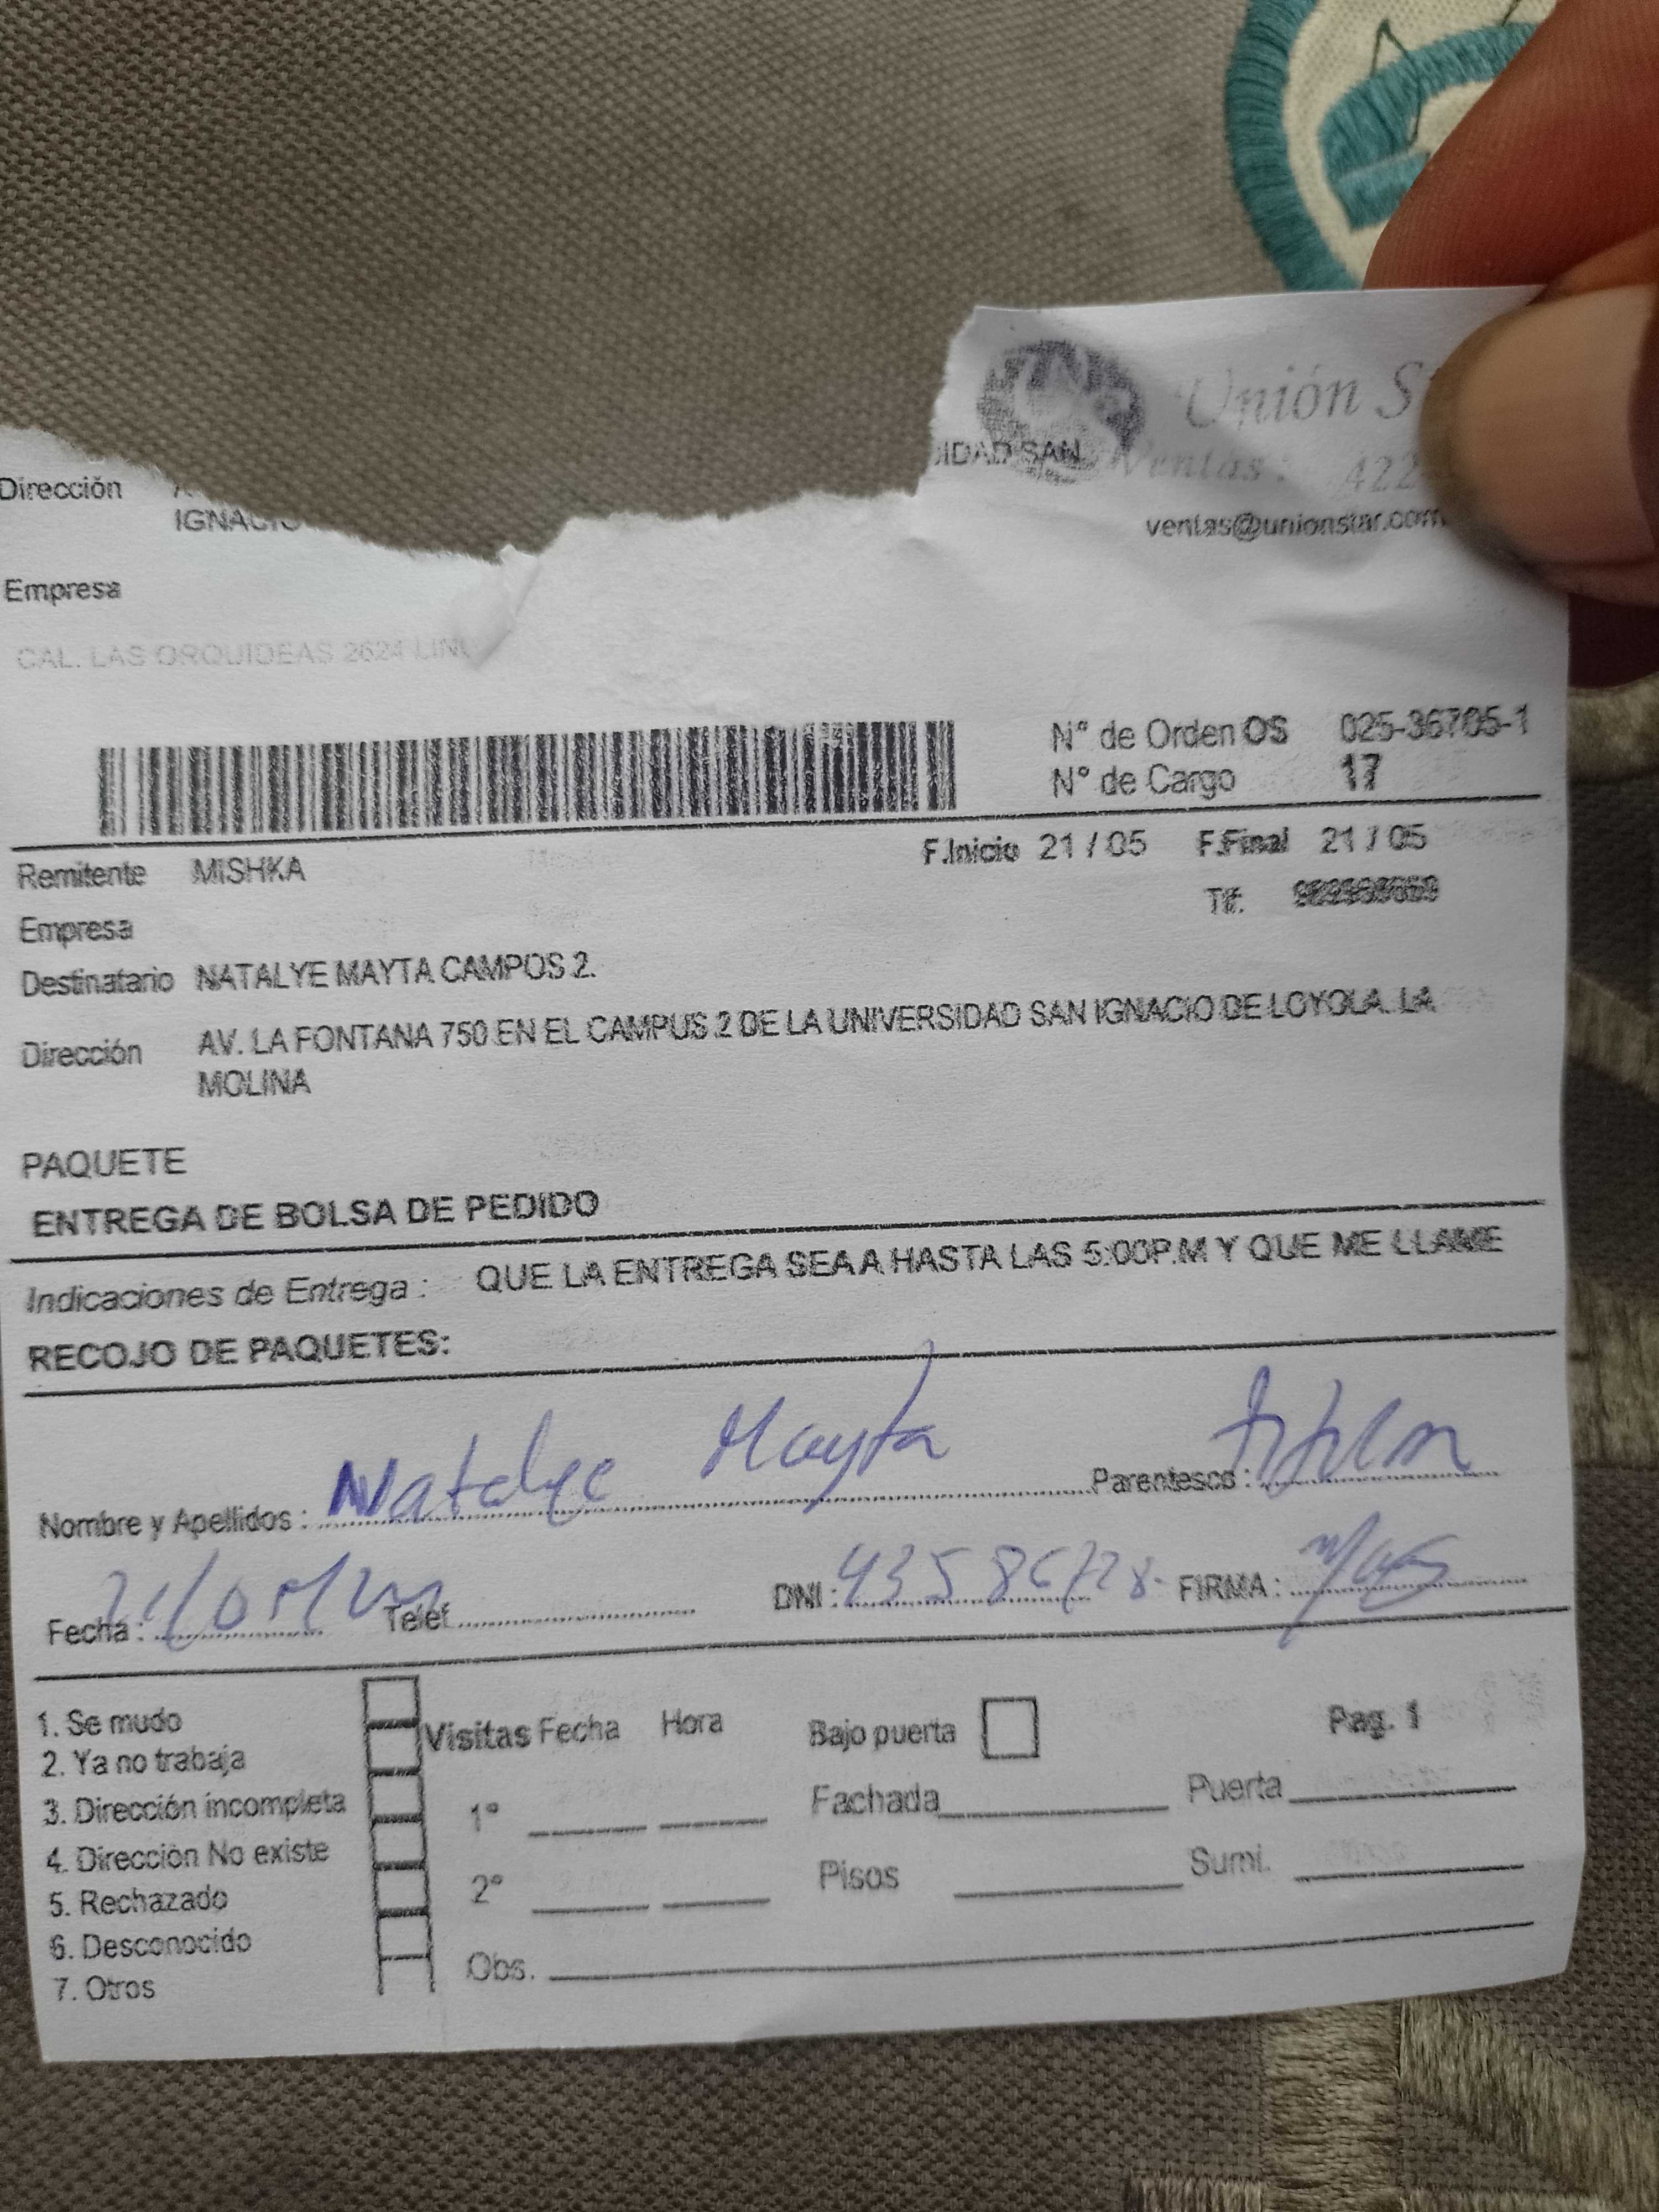 Unión
IDAD SAN
Ventas : 422
Dirección
IGNACIO
ventas@unionstar.com
Empresa
CAL. LAS ORQUIDEAS 2624
N° de Orden OS 025-36705-1
N° de Cargo 17
F.Inicio 21 / 05 F.Final 21 / 05
Remitente MISHKA
Tlf.
Empresa
Destinatario NATALYE MAYTA CAMPOS 2.
Dirección AV. LA FONTANA 750 EN EL CAMPUS 2 DE LA UNIVERSIDAD SAN IGNACIO DE LOYOLA. LA
MOLINA
PAQUETE
ENTREGA DE BOLSA DE PEDIDO
Indicaciones de Entrega : QUE LA ENTREGA SEA A HASTA LAS 5:00P.M Y QUE ME LLAME
RECOJO DE PAQUETES:
Nombre y Apellidos : Natalye Mayta Parentesco :
Fecha : Telef. DNI : FIRMA :
1. Se mudo
2. Ya no trabaja
3. Dirección incompleta
4. Dirección No existe
5. Rechazado
6. Desconocido
7. Otros
Visitas Fecha Hora
1°
2°
Obs.
Bajo puerta
Fachada
Pisos
Pag. 1
Puerta
Sumi.